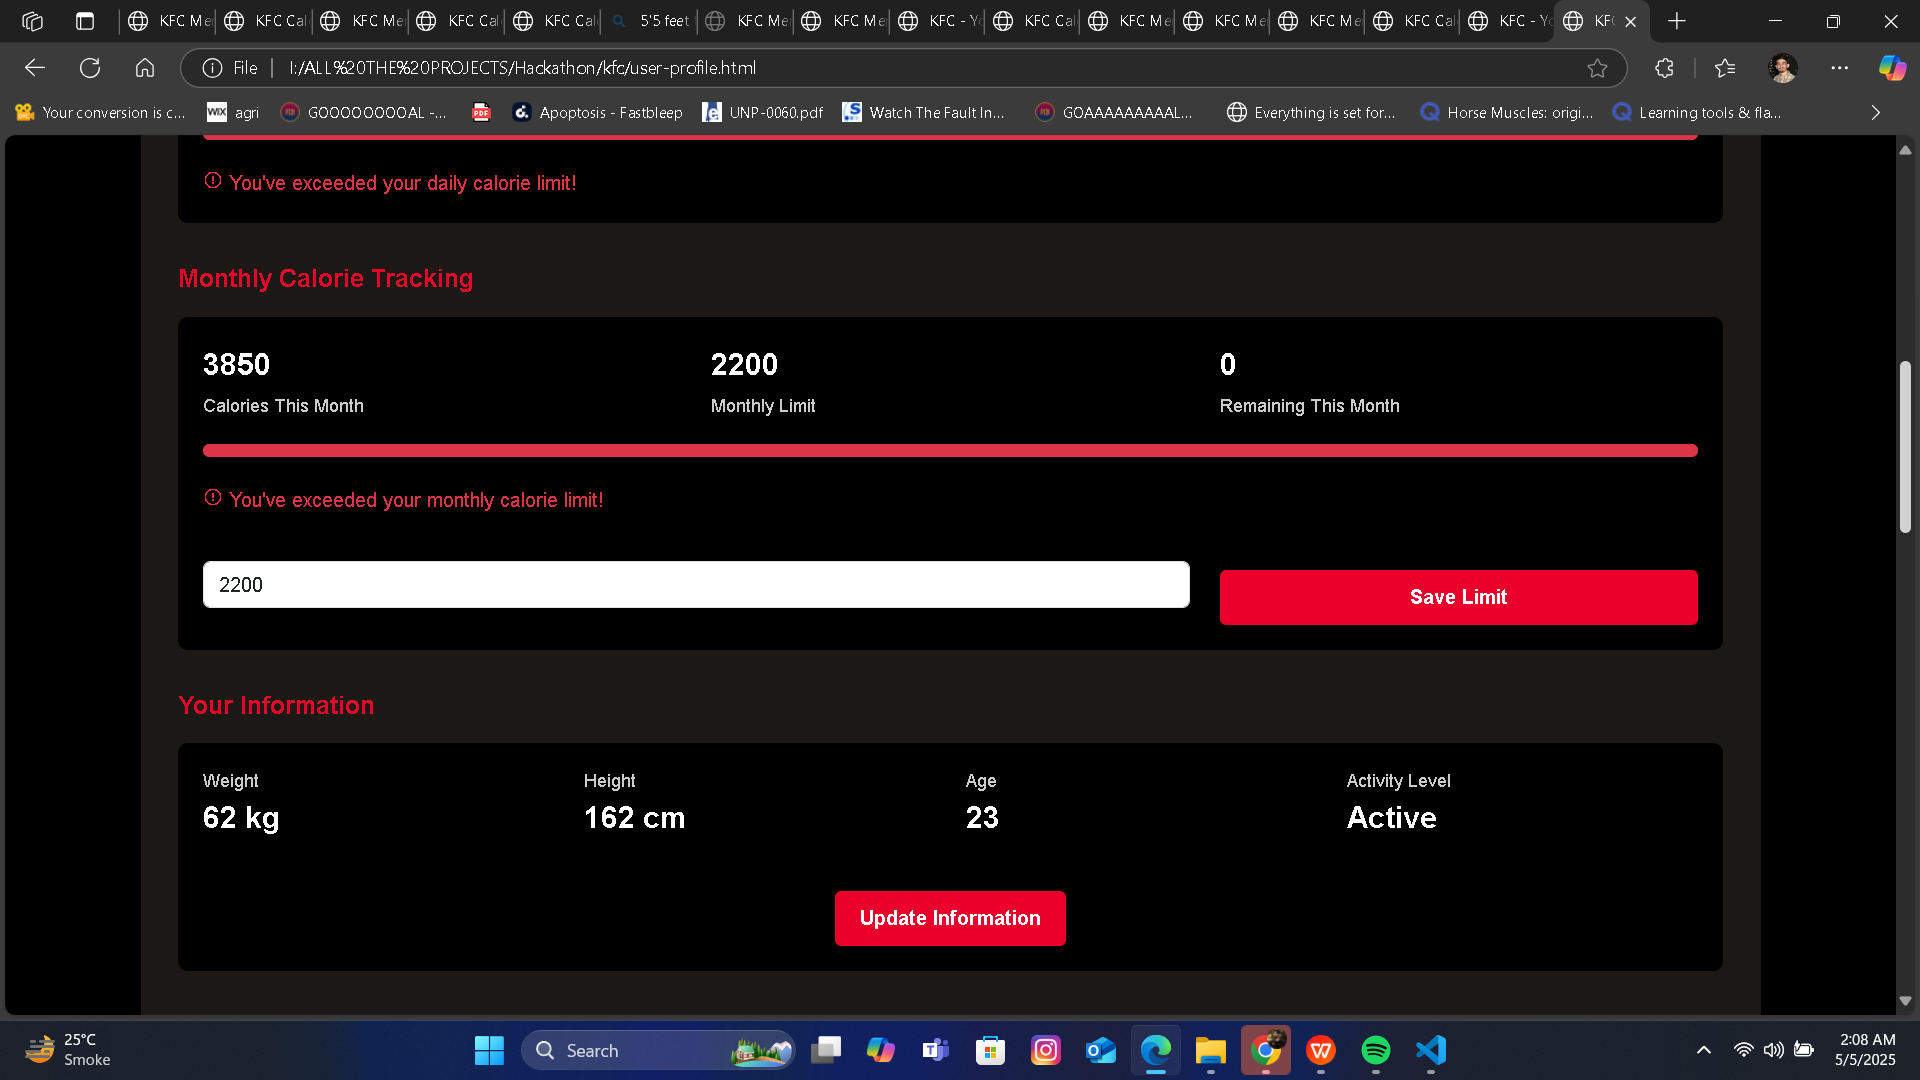 KFC Me
KFC Cal
KFC Me
KFC Cal
KFC Cal
5'5 feet
KFC Me
KFC Me
KFC - Yo
KFC Cal
KFC Me
KFC Me
KFC Me
KFC Cal
KFC - Yo
KF
File
I:/ALL%20THE%20PROJECTS/Hackathon/kfc/user-profile.html
Your conversion is c...
WIX agri
GOOOOOOOOAL -...
PDF
Apoptosis - Fastbleep
UNP-0060.pdf
Watch The Fault In...
GOAAAAAAAAAL...
Everything is set for...
Horse Muscles: origi...
Learning tools & fla...
You've exceeded your daily calorie limit!
Monthly Calorie Tracking
3850
Calories This Month
2200
Monthly Limit
0
Remaining This Month
You've exceeded your monthly calorie limit!
2200
Save Limit
Your Information
Weight
62 kg
Height
162 cm
Age
23
Activity Level
Active
Update Information
25°C
Smoke
Search
2:08 AM
5/5/2025